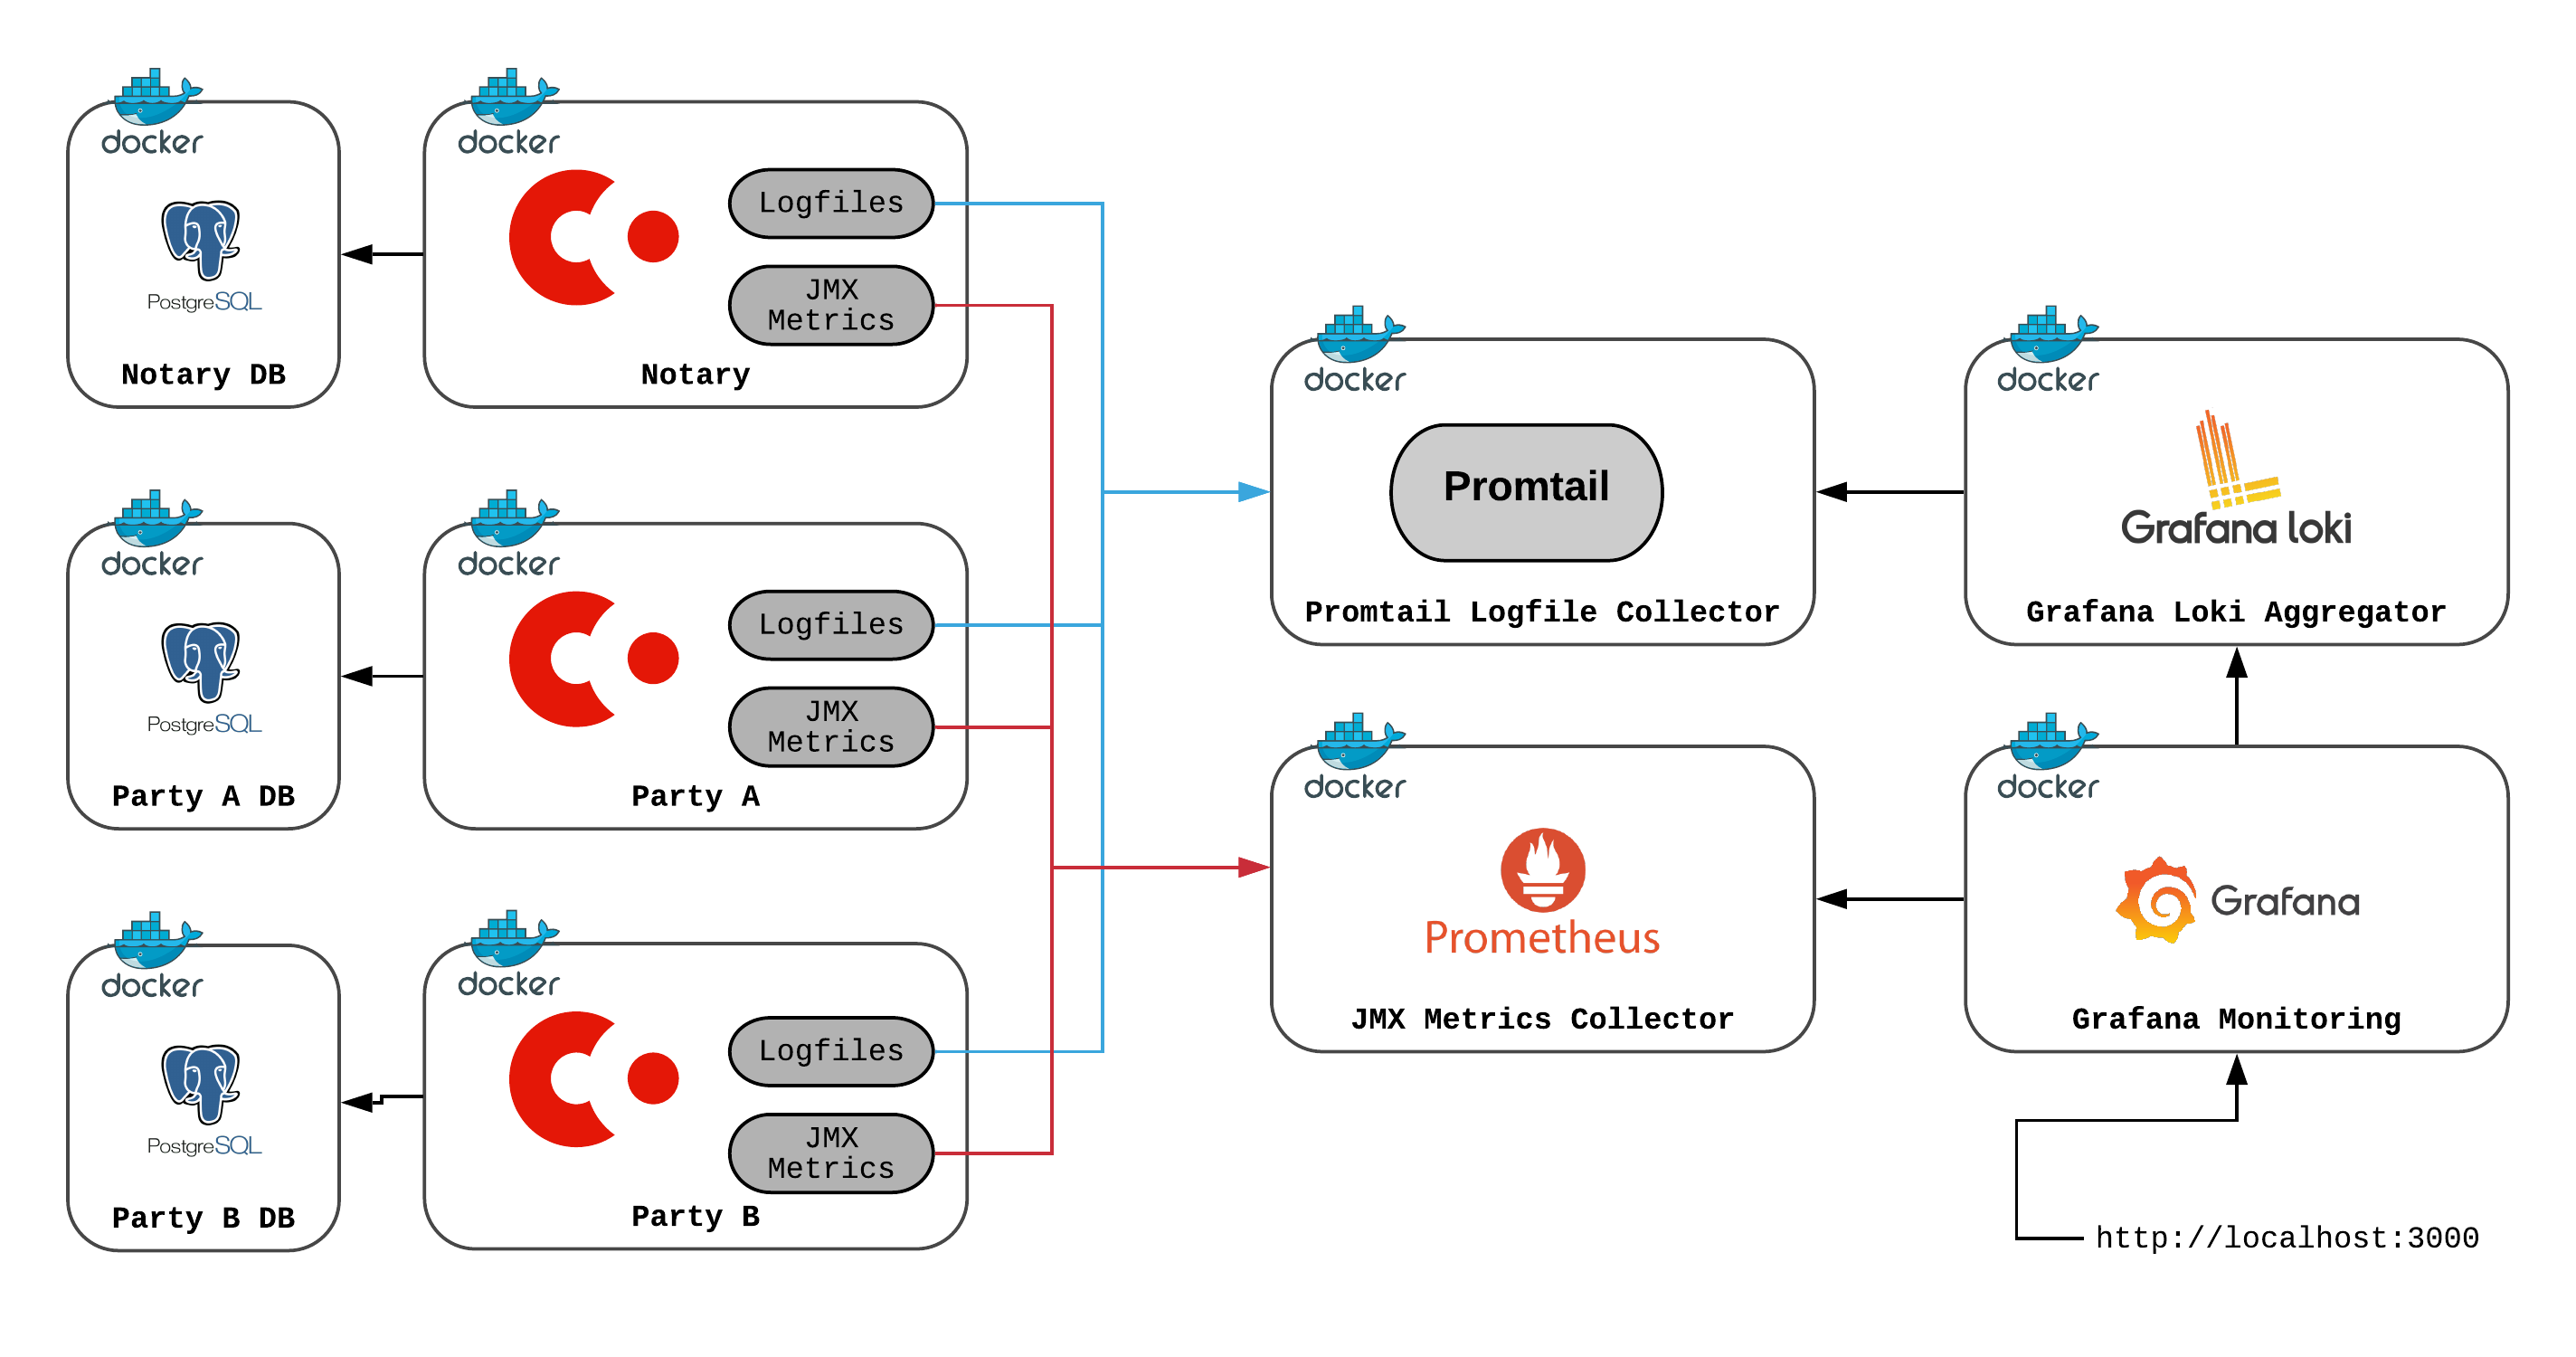 docker
PostgreSQL
Notary DB
docker
Logfiles
JMX
Metrics
Notary
docker
PostgreSQL
Party A DB
docker
Logfiles
JMX
Metrics
Party A
docker
PostgreSQL
Party B DB
docker
Logfiles
JMX
Metrics
Party B
docker
Promtail
Promtail Logfile Collector
docker
Grafana loki
Grafana Loki Aggregator
docker
Prometheus
JMX Metrics Collector
docker
Grafana
Grafana Monitoring
http://localhost:3000